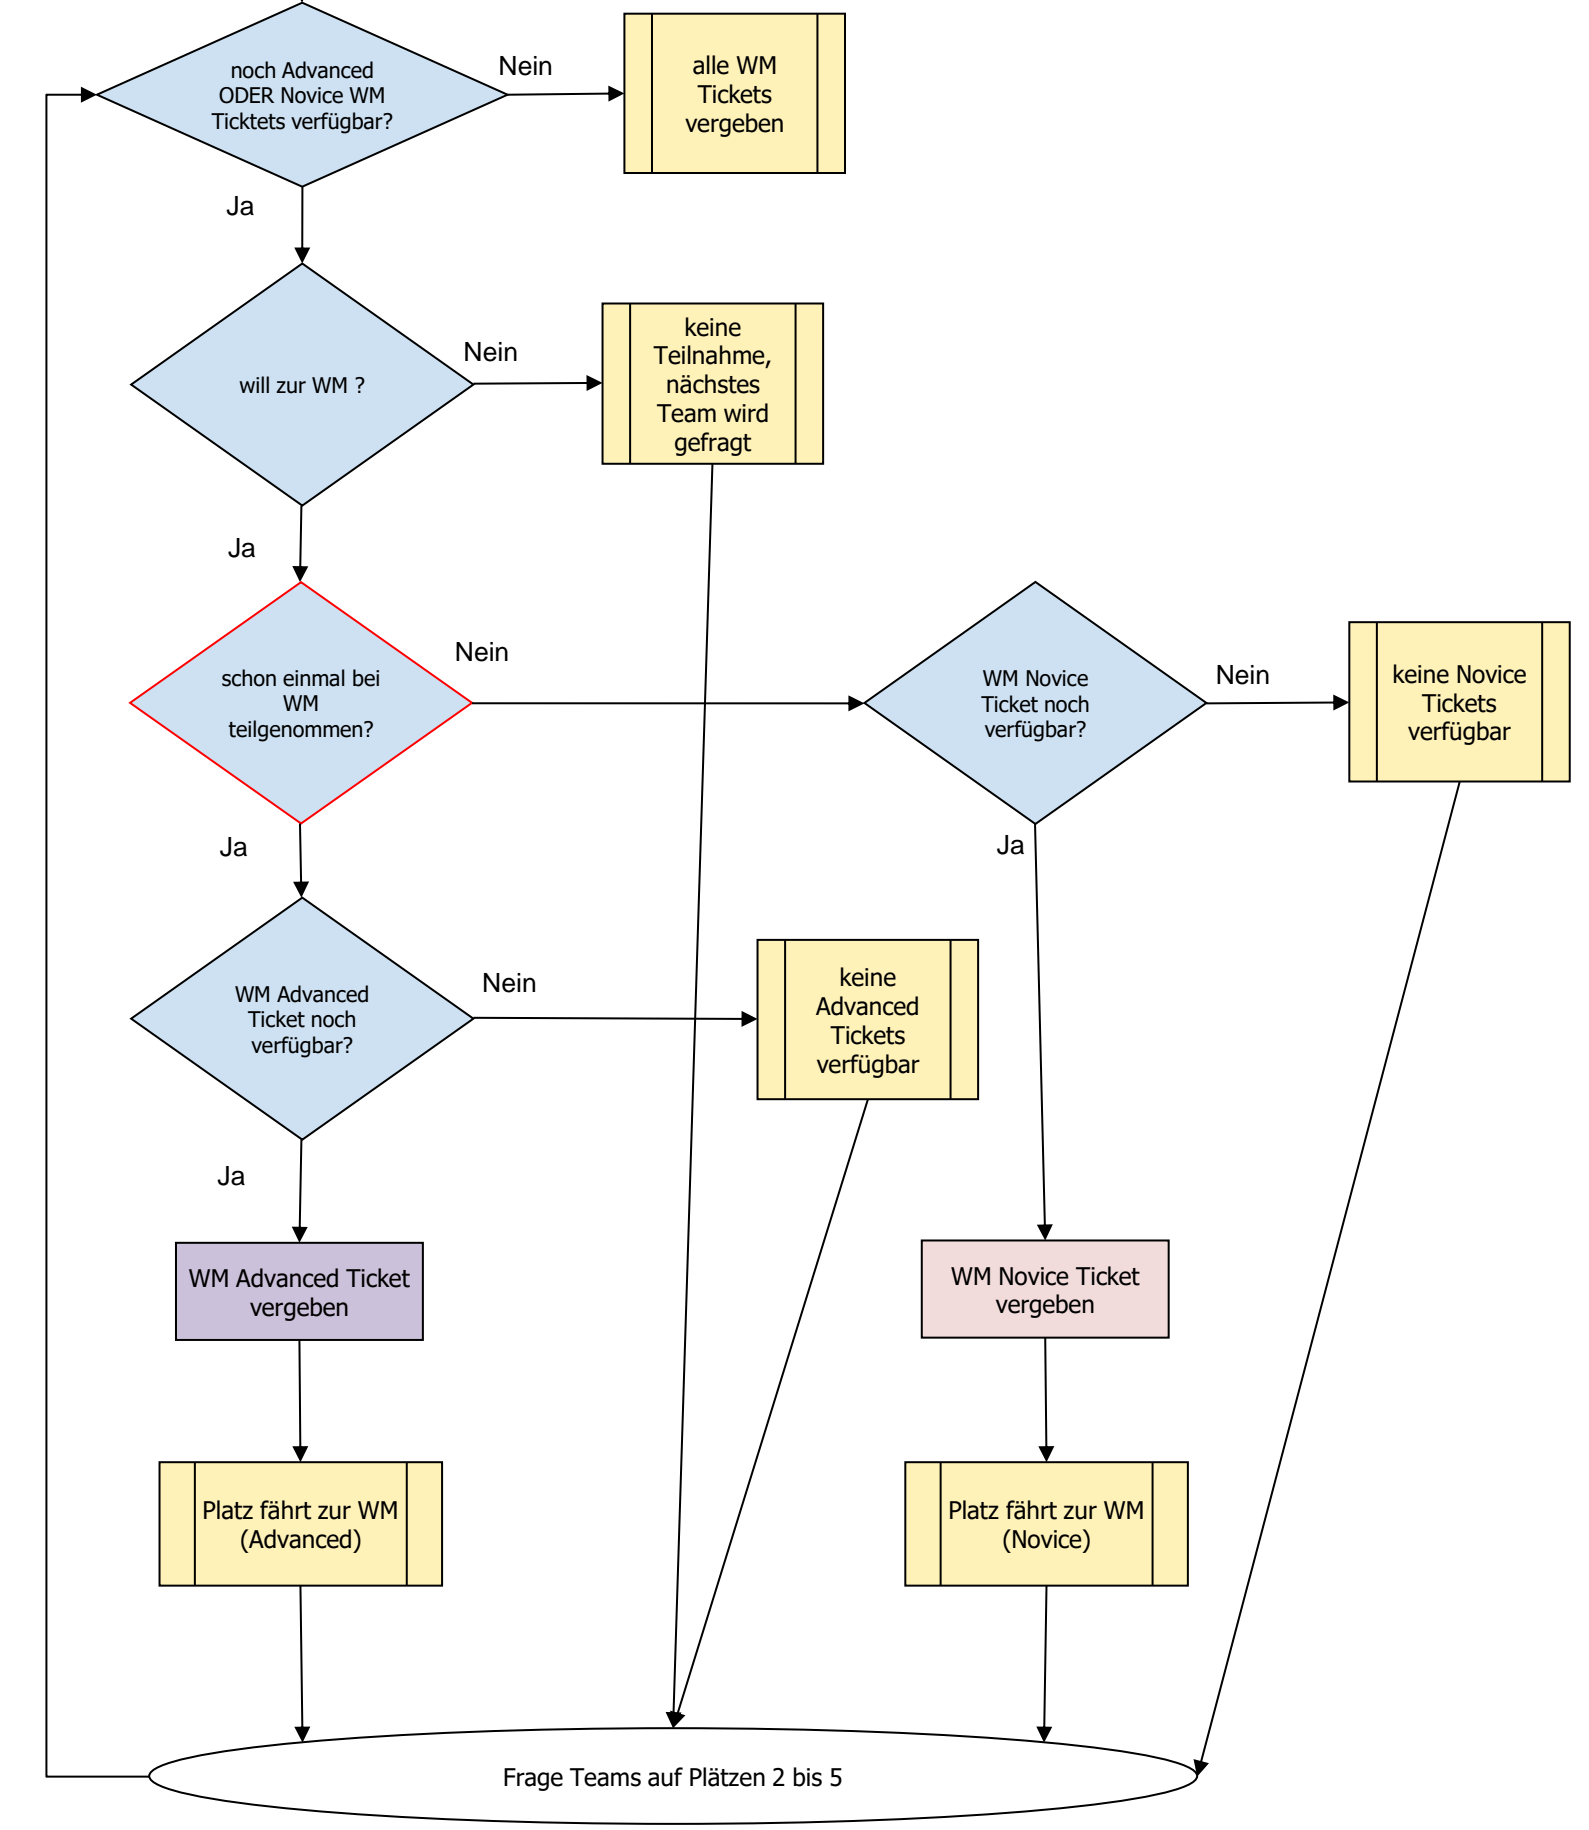 noch Advanced
ODER Novice WM
Ticktets verfügbar?
Nein
alle WM
Tickets
vergeben
Ja
will zur WM ?
Nein
keine
Teilnahme,
nächstes
Team wird
gefragt
Ja
schon einmal bei
WM
teilgenommen?
Nein
WM Novice
Ticket noch
verfügbar?
Nein
keine Novice
Tickets
verfügbar
Ja
Ja
WM Advanced
Ticket noch
verfügbar?
Nein
keine
Advanced
Tickets
verfügbar
Ja
WM Advanced Ticket
vergeben
WM Novice Ticket
vergeben
Platz fährt zur WM
(Advanced)
Platz fährt zur WM
(Novice)
Frage Teams auf Plätzen 2 bis 5